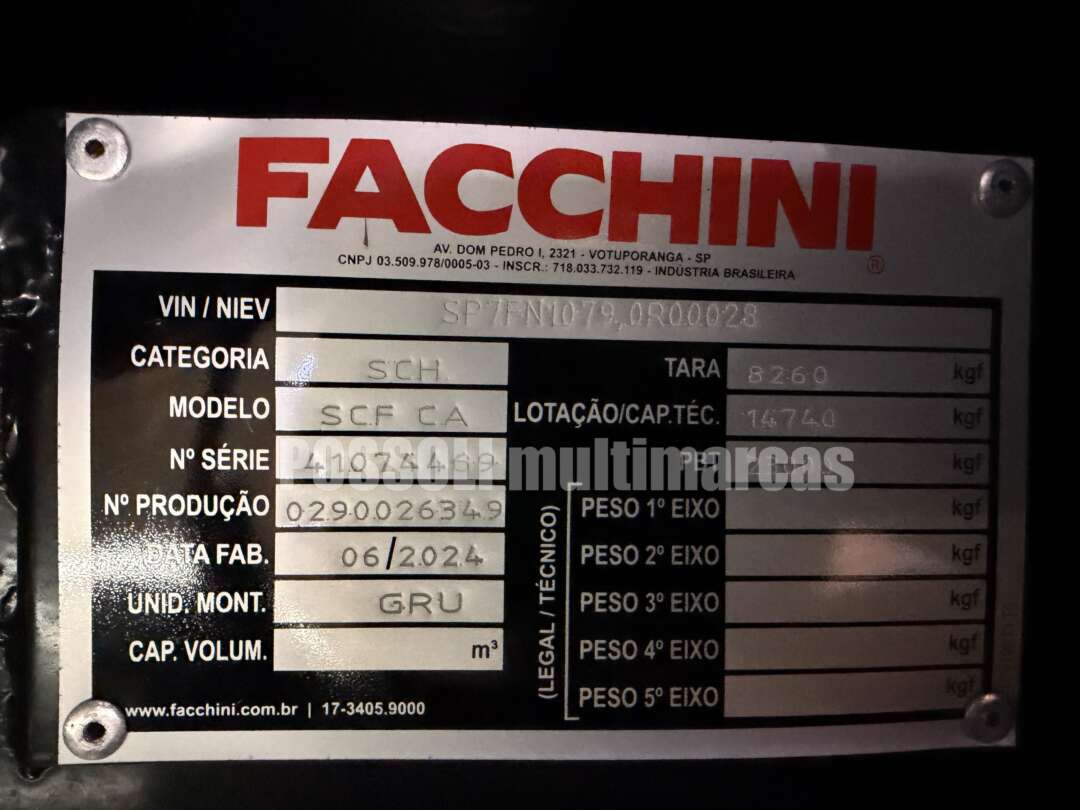 FACCHINI ®
AV. DOM PEDRO I, 2321 - VOTUPORANGA - SP
CNPJ 03.509.978/0005-03 - INSCR.: 718.033.732.119 - INDÚSTRIA BRASILEIRA
VIN / NIEV
CATEGORIA SCH TARA 8260 kgf
MODELO SCF CA LOTAÇÃO/CAP.TÉC. 14740 kgf
Nº SÉRIE PBT kgf
POSSOLI multimarcas
Nº PRODUÇÃO 0290026349 PESO 1º EIXO kgf
DATA FAB. 06/2024 PESO 2º EIXO kgf
UNID. MONT. GRU PESO 3º EIXO kgf
CAP. VOLUM. m³ PESO 4º EIXO kgf
PESO 5º EIXO kgf
(LEGAL / TÉCNICO)
www.facchini.com.br | 17-3405.9000